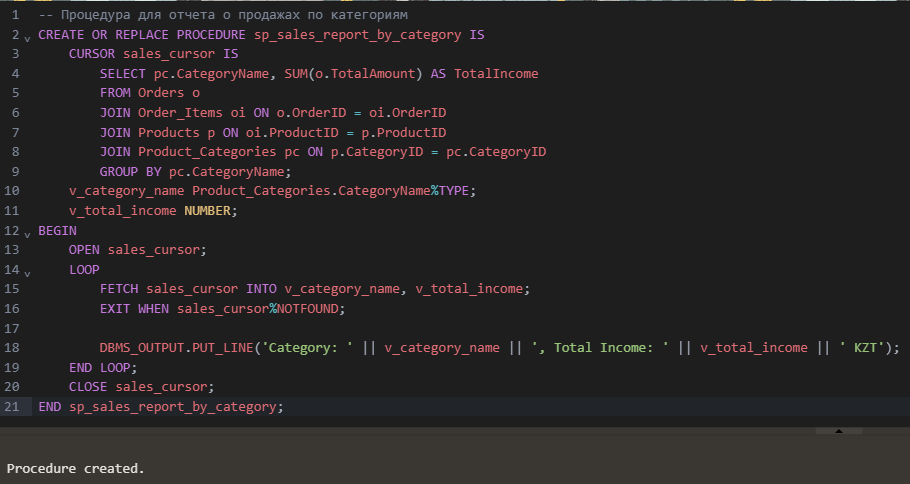 1 -- Процедура для отчета о продажах по категориям
2 CREATE OR REPLACE PROCEDURE sp_sales_report_by_category IS
3     CURSOR sales_cursor IS
4         SELECT pc.CategoryName, SUM(o.TotalAmount) AS TotalIncome
5         FROM Orders o
6         JOIN Order_Items oi ON o.OrderID = oi.OrderID
7         JOIN Products p ON oi.ProductID = p.ProductID
8         JOIN Product_Categories pc ON p.CategoryID = pc.CategoryID
9         GROUP BY pc.CategoryName;
10     v_category_name Product_Categories.CategoryName%TYPE;
11     v_total_income NUMBER;
12 BEGIN
13     OPEN sales_cursor;
14     LOOP
15         FETCH sales_cursor INTO v_category_name, v_total_income;
16         EXIT WHEN sales_cursor%NOTFOUND;
17
18         DBMS_OUTPUT.PUT_LINE('Category: ' || v_category_name || ', Total Income: ' || v_total_income || ' KZT');
19     END LOOP;
20     CLOSE sales_cursor;
21 END sp_sales_report_by_category;
Procedure created.